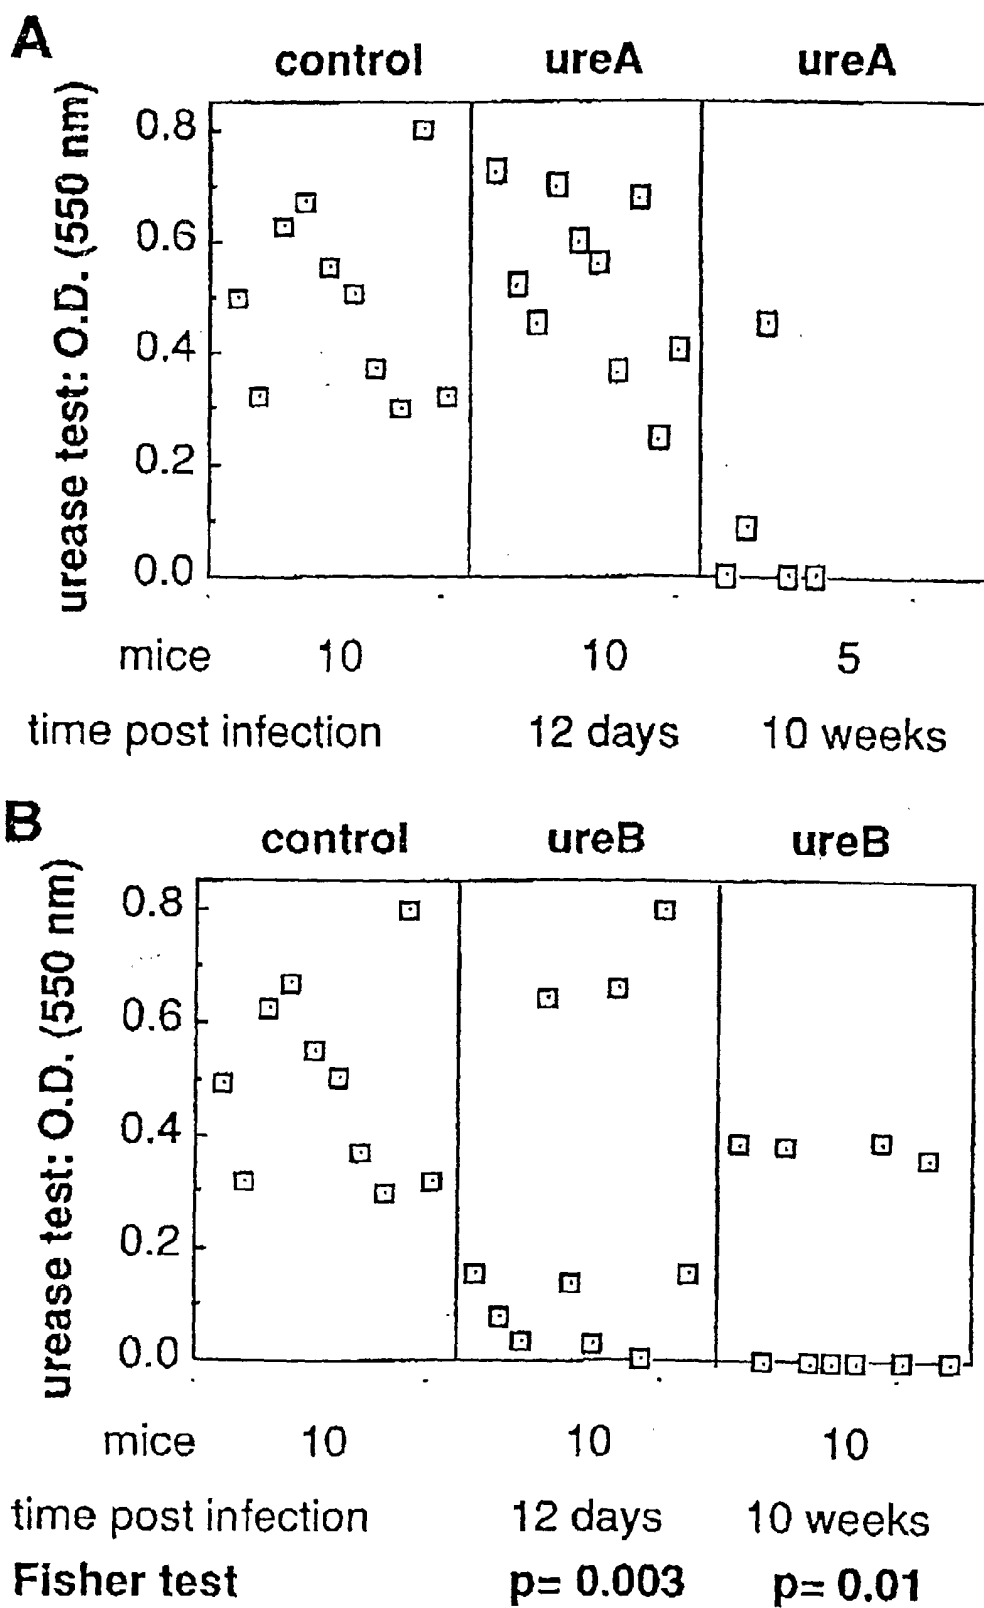 A
control ureA ureA
urease test: O.D. (550 nm)
0.8
0.6
0.4
0.2
0.0
mice 10 10 5
time post infection 12 days 10 weeks
B
control ureB ureB
urease test: O.D. (550 nm)
0.8
0.6
0.4
0.2
0.0
mice 10 10 10
time post infection 12 days 10 weeks
Fisher test p= 0.003 p= 0.01